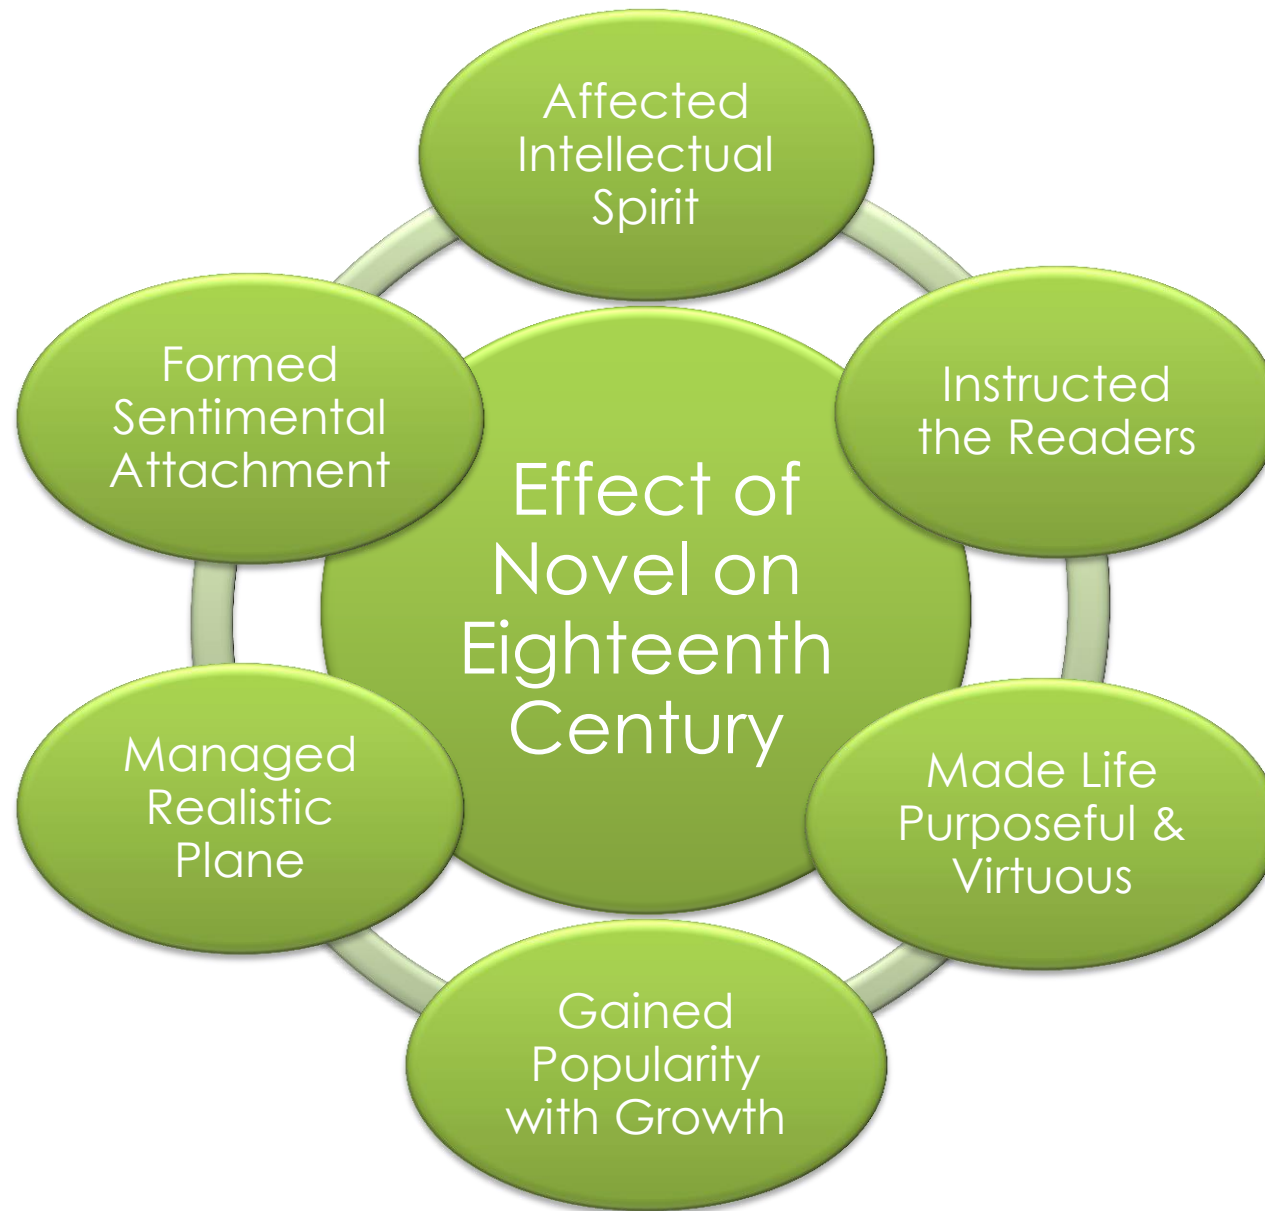 Affected
Intellectual
Spirit
Instructed
the Readers
Made Life
Purposeful &
Virtuous
Gained
Popularity
with Growth
Managed
Realistic
Plane
Formed
Sentimental
Attachment
Effect of
Novel on
Eighteenth
Century